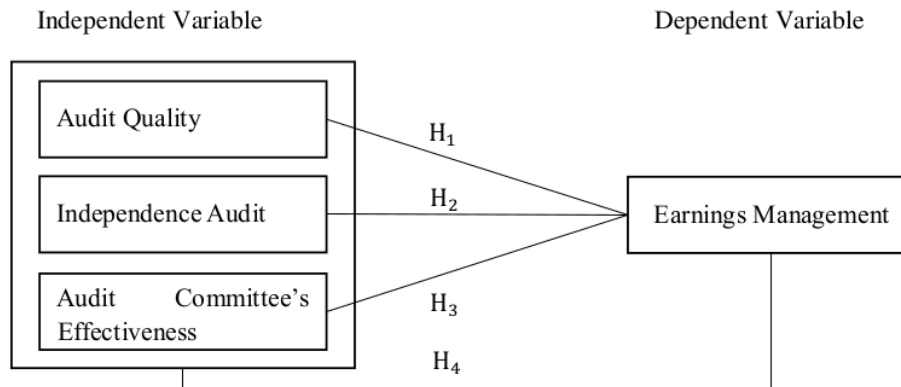 Independent Variable
Dependent Variable
Audit Quality
H₁
Independence Audit
H₂
Earnings Management
Audit Committee's
Effectiveness
H₃
H₄